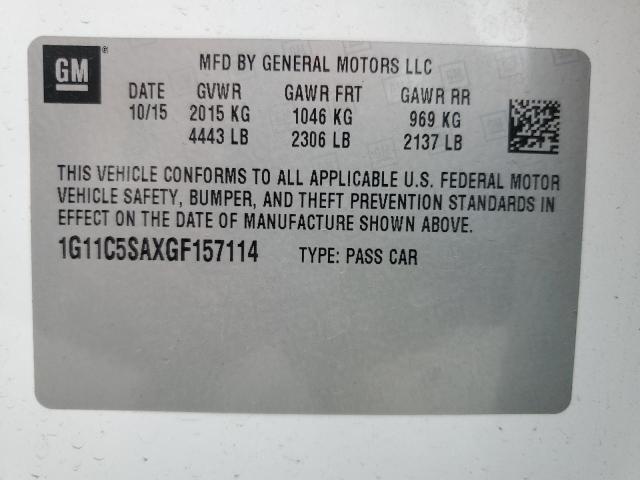 GM
MFD BY GENERAL MOTORS LLC
DATE GVWR GAWR FRT GAWR RR
10/15 2015 KG 1046 KG 969 KG
4443 LB 2306 LB 2137 LB
THIS VEHICLE CONFORMS TO ALL APPLICABLE U.S. FEDERAL MOTOR
VEHICLE SAFETY, BUMPER, AND THEFT PREVENTION STANDARDS IN
EFFECT ON THE DATE OF MANUFACTURE SHOWN ABOVE.
1G11C5SAXGF157114 TYPE: PASS CAR